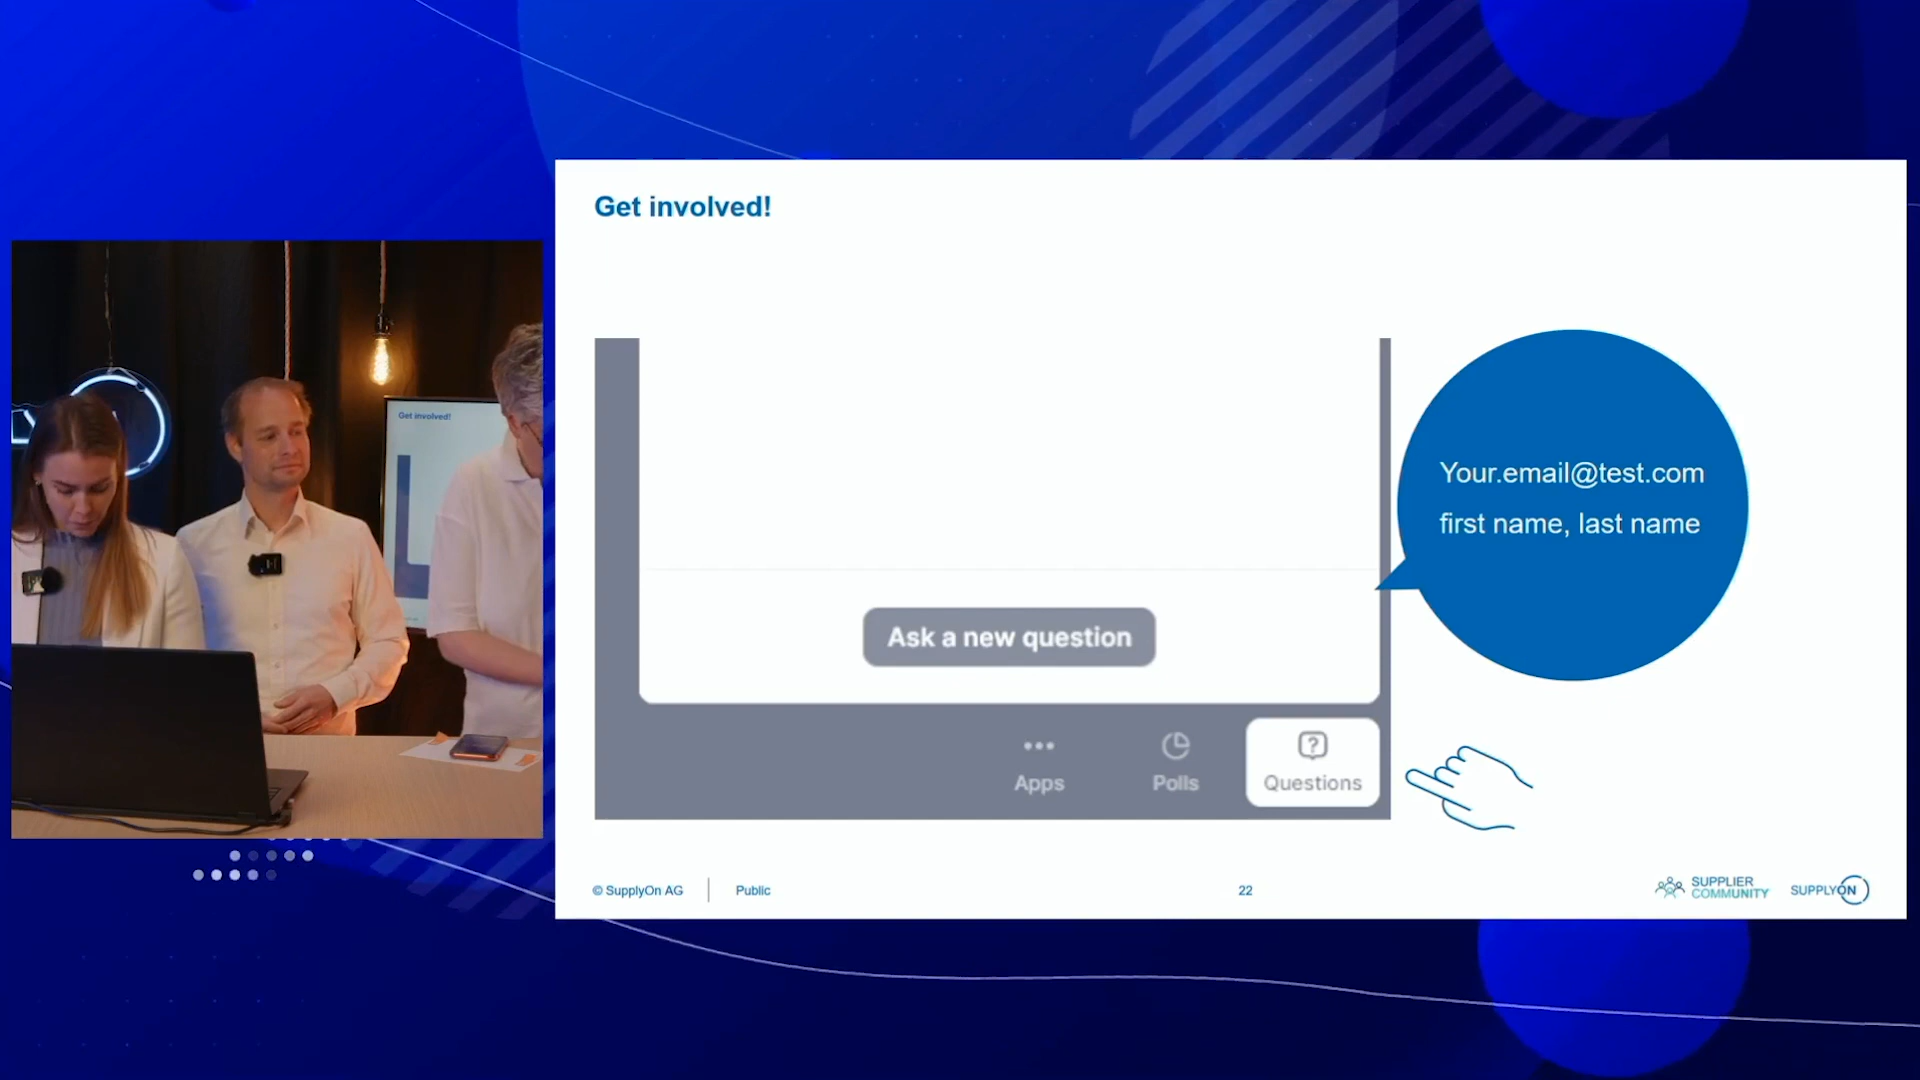 Get involved!
Get involved!
Your.email@test.com
first name, last name
Ask a new question
Apps
Polls
Questions
© SupplyOn AG
Public
22
SUPPLIER
COMMUNITY
SUPPLYON